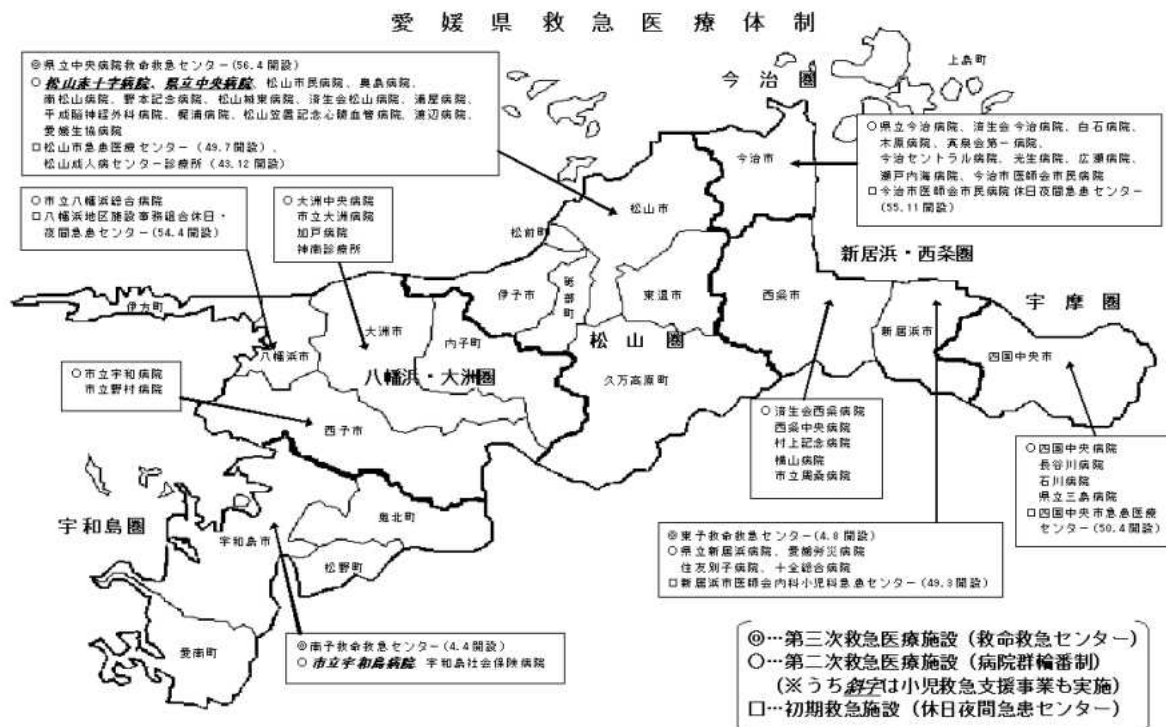 愛媛県救急医療体制
◎県立中央病院救命救急センター(56.4開設)
○松山赤十字病院、県立中央病院、松山市民病院、奥島病院、
南松山病院、野本記念病院、松山城東病院、済生会松山病院、浦屋病院、
平成脳神経外科病院、梶浦病院、松山笠置記念心臓血管病院、渡辺病院、
愛媛生協病院
□松山市急患医療センター(49.7開設)、
松山成人病センター診療所(43.12開設)
今治圏
上島町
○県立今治病院、済生会今治病院、白石病院、
木原病院、真泉会第一病院、
今治セントラル病院、光生病院、広瀬病院、
瀬戸内海病院、今治市医師会市民病院
□今治市医師会市民病院休日夜間急患センター
(55.11開設)
今治市
○市立八幡浜総合病院
□八幡浜地区施設事務組合休日・
夜間急患センター(54.4開設)
○大洲中央病院
市立大洲病院
加戸病院
神南診療所
松山市
松前町
新居浜・西条圏
伊方町
伊予市
砥部町
東温市
西条市
宇摩圏
大洲市
内子町
松山圏
新居浜市
四国中央市
八幡浜市
八幡浜・大洲圏
久万高原町
○市立宇和病院
市立野村病院
西予市
○済生会西条病院
西条中央病院
村上記念病院
横山病院
市立周桑病院
○四国中央病院
長谷川病院
石川病院
県立三島病院
□四国中央市急患医療
センター(50.4開設)
宇和島圏
宇和島市
鬼北町
松野町
◎東予救命救急センター(4.8開設)
○県立新居浜病院、愛媛労災病院
住友別子病院、十全総合病院
□新居浜市医師会内科小児科急患センター(49.3開設)
愛南町
◎南予救命救急センター(4.4開設)
○市立宇和島病院、宇和島社会保険病院
◎…第三次救急医療施設(救命救急センター)
○…第二次救急医療施設(病院群輪番制)
(※うち斜字は小児救急支援事業も実施)
□…初期救急施設(休日夜間急患センター)